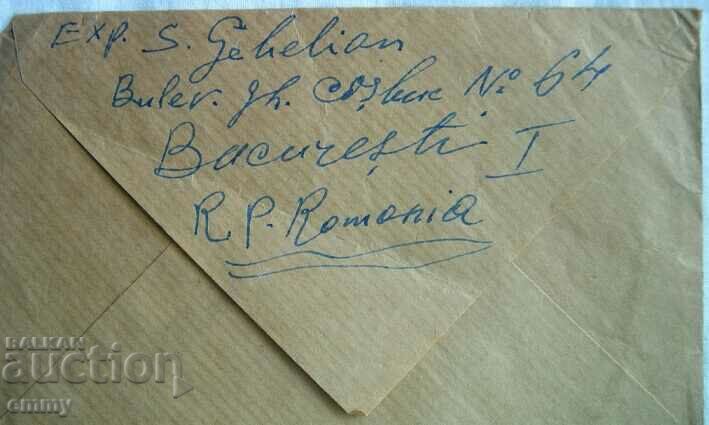 Exp. S. Gehelian
Bulev. Gh. Coșbuc No. 64
București I
R. P. Romania
BALKAN
auction
emmy